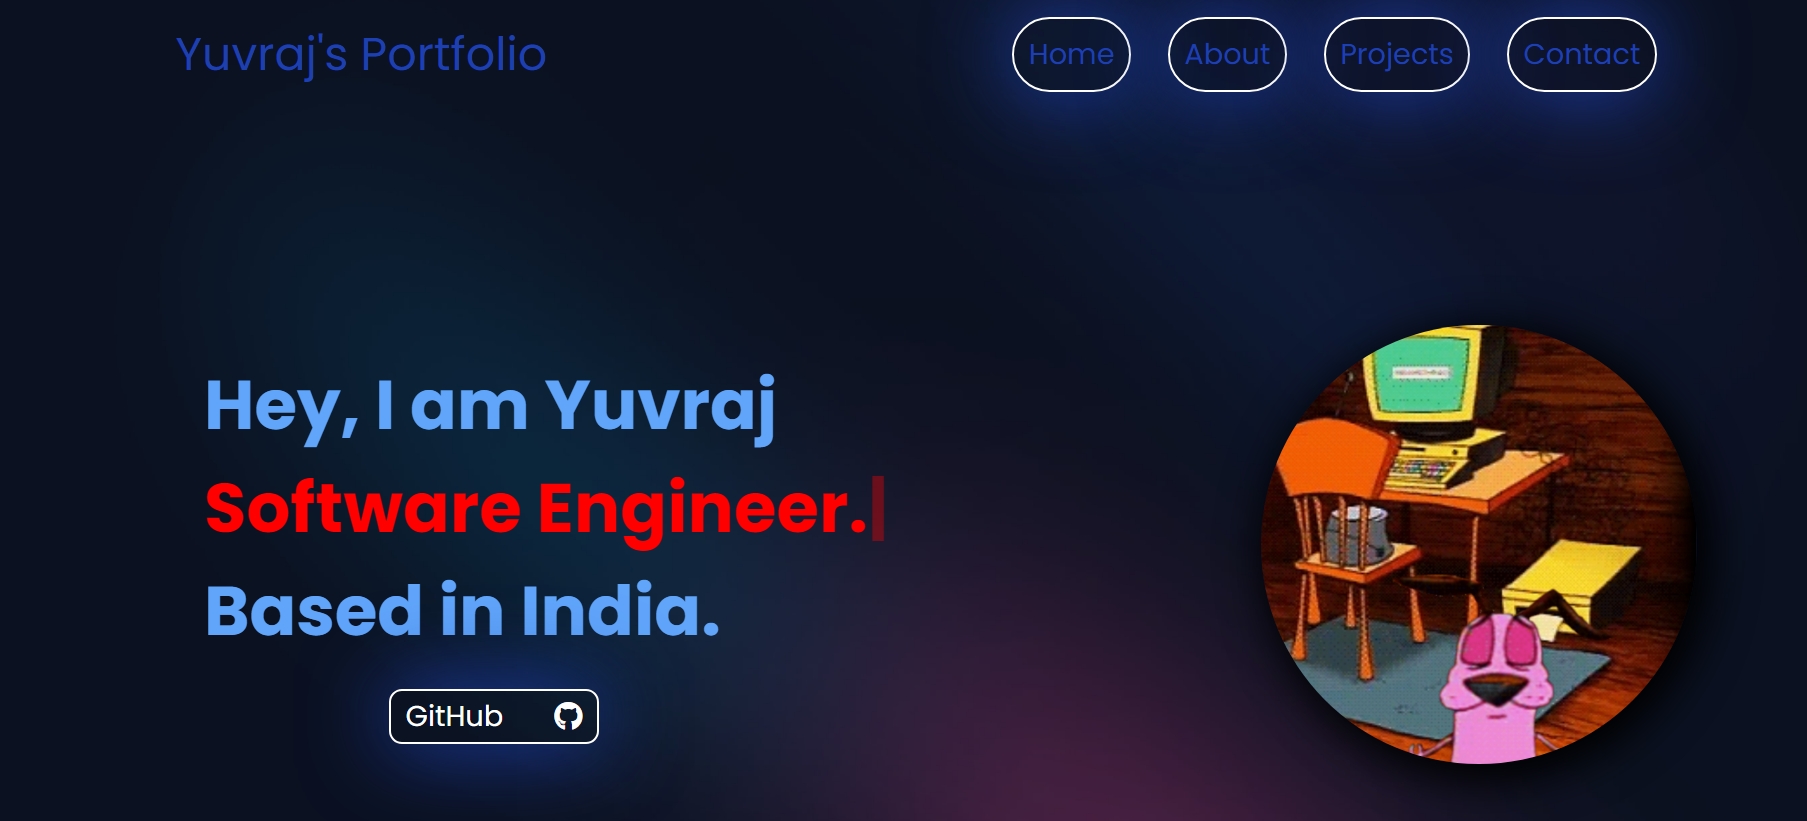 Yuvraj's Portfolio
Home
About
Projects
Contact
Hey, I am Yuvraj
Software Engineer.
Based in India.
GitHub